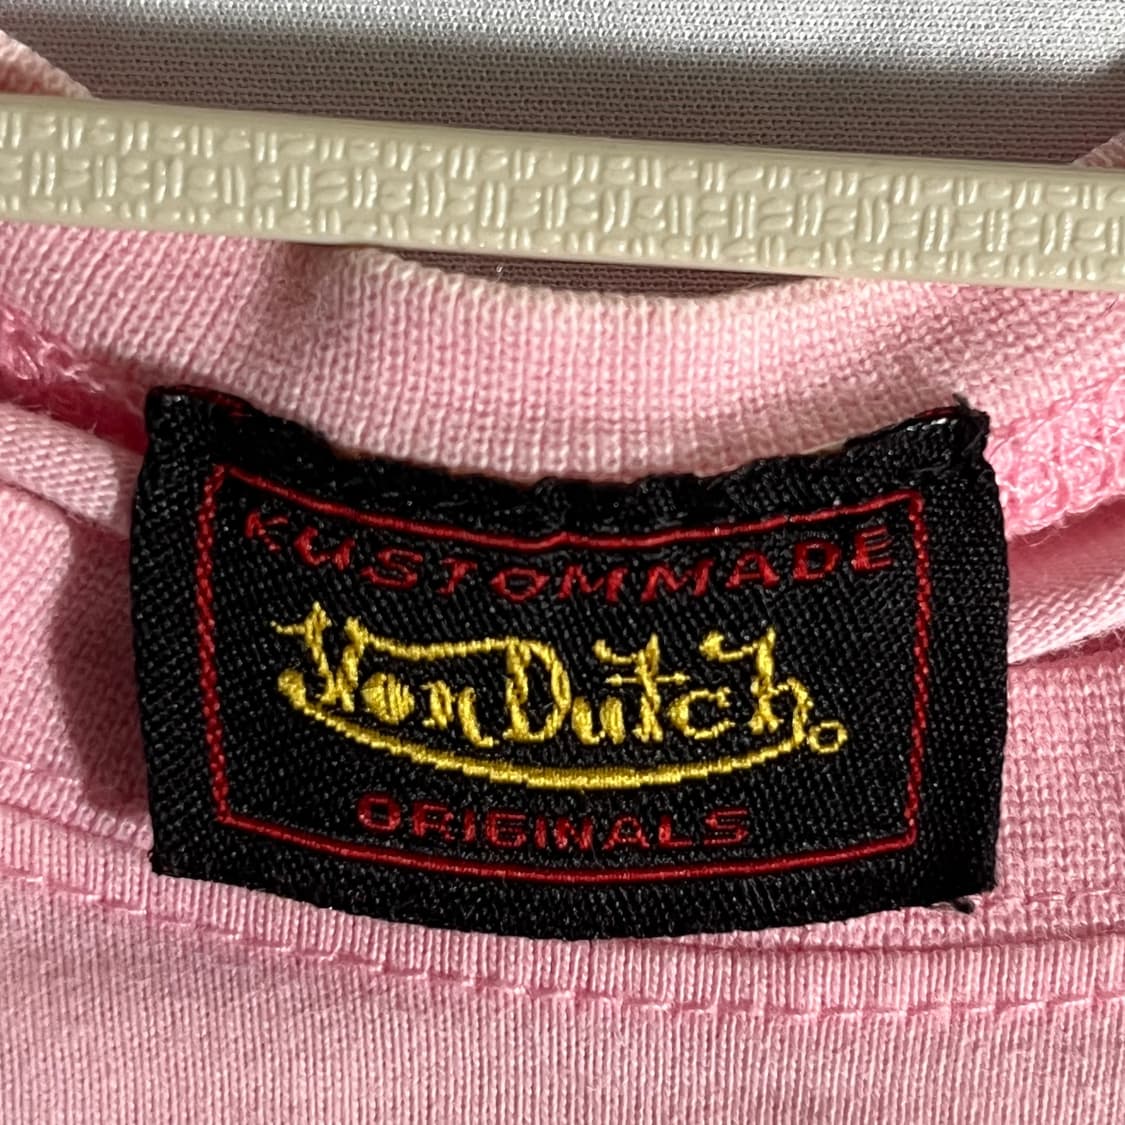 KUSTOMMADE
Von Dutch
ORIGINALS